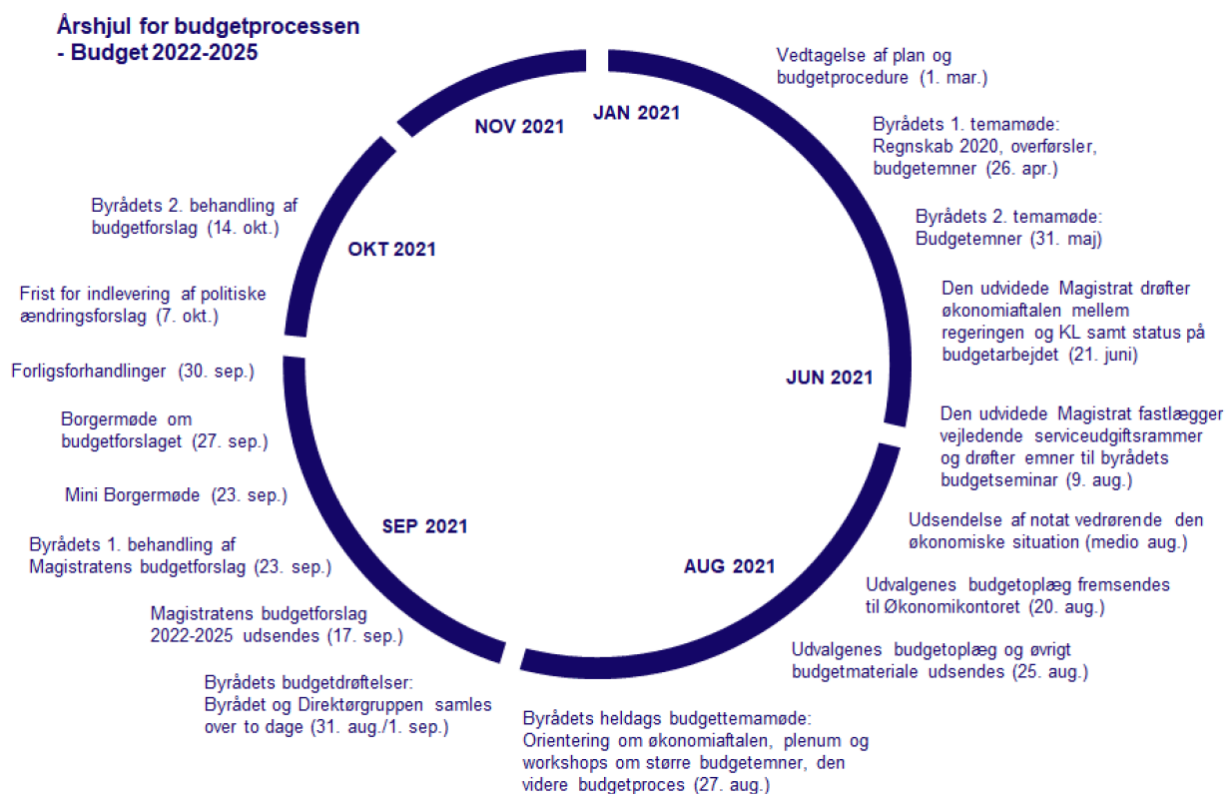 Årshjul for budgetprocessen
- Budget 2022-2025
JAN 2021
Vedtagelse af plan og
budgetprocedure (1. mar.)
Byrådets 1. temamøde:
Regnskab 2020, overførsler,
budgetemner (26. apr.)
Byrådets 2. temamøde:
Budgetemner (31. maj)
Den udvidede Magistrat drøfter
økonomiaftalen mellem
regeringen og KL samt status på
budgetarbejdet (21. juni)
JUN 2021
Den udvidede Magistrat fastlægger
vejledende serviceudgiftsrammer
og drøfter emner til byrådets
budgetseminar (9. aug.)
Udsendelse af notat vedrørende den
økonomiske situation (medio aug.)
AUG 2021
Udvalgenes budgetoplæg fremsendes
til Økonomikontoret (20. aug.)
Udvalgenes budgetoplæg og øvrigt
budgetmateriale udsendes (25. aug.)
Byrådets heldags budgettemamøde:
Orientering om økonomiaftalen, plenum og
workshops om større budgetemner, den
videre budgetproces (27. aug.)
Byrådets budgetdrøftelser:
Byrådet og Direktørgruppen samles
over to dage (31. aug./1. sep.)
Magistratens budgetforslag
2022-2025 udsendes (17. sep.)
SEP 2021
Byrådets 1. behandling af
Magistratens budgetforslag (23. sep.)
Mini Borgermøde (23. sep.)
Borgermøde om
budgetforslaget (27. sep.)
Forligsforhandlinger (30. sep.)
Frist for indlevering af politiske
ændringsforslag (7. okt.)
OKT 2021
Byrådets 2. behandling af
budgetforslag (14. okt.)
NOV 2021